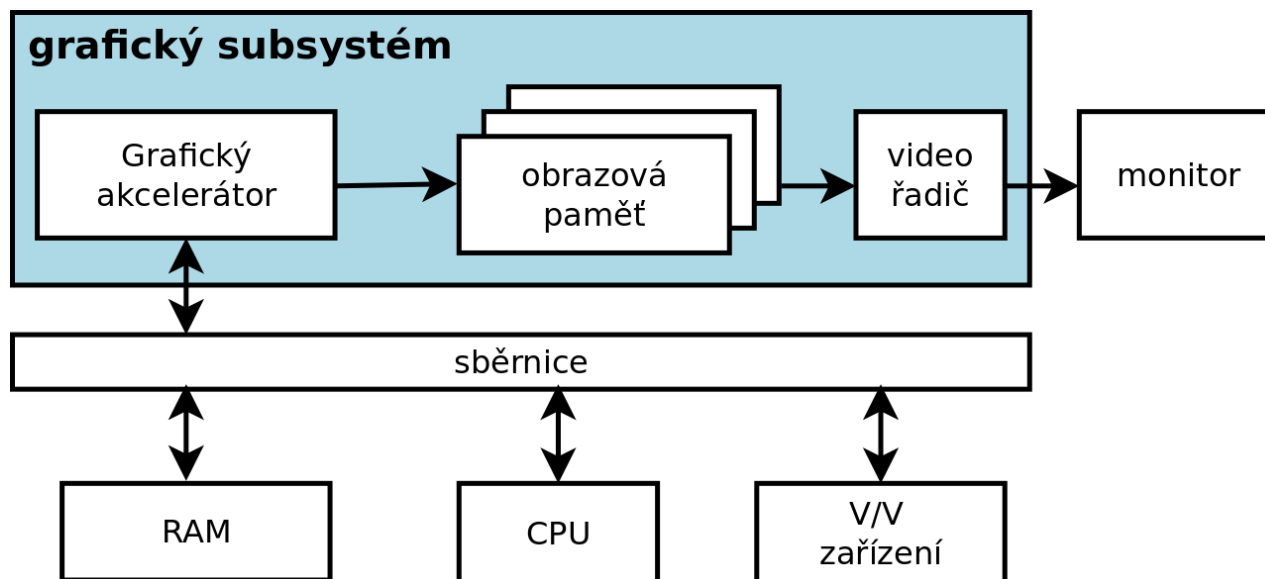 grafický subsystém
Grafický
akcelerátor
obrazová
paměť
video
řadič
monitor
sběrnice
RAM
CPU
V/V
zařízení